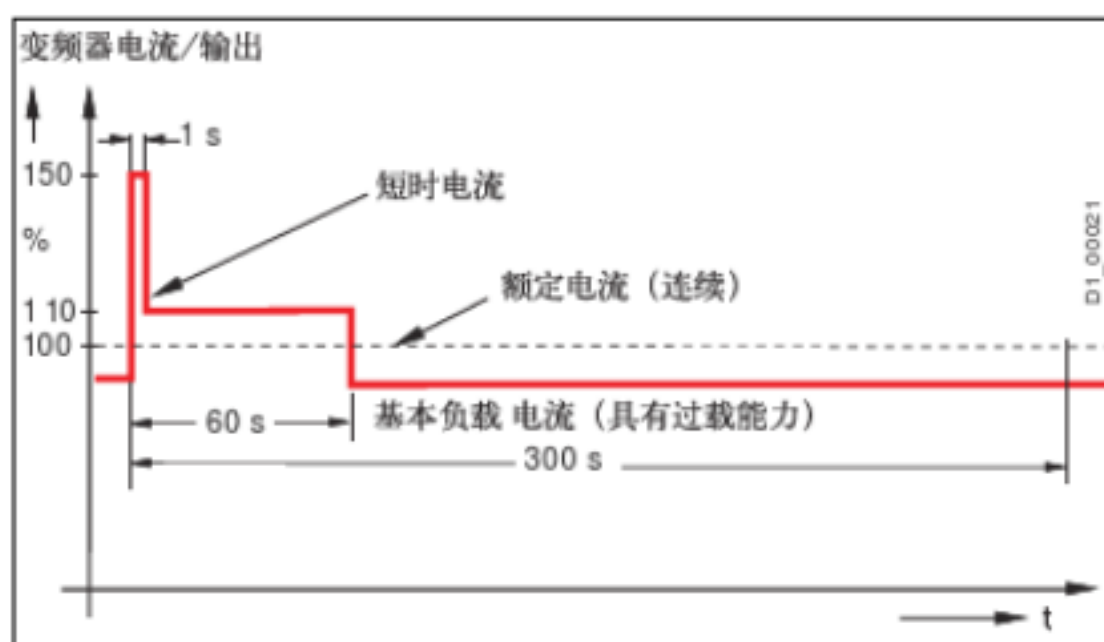 变频器电流/输出
1 s
150
短时电流
%
额定电流（连续）
1 10
100
60 s
基本负载 电流（具有过载能力）
300 s
t
D1_00021